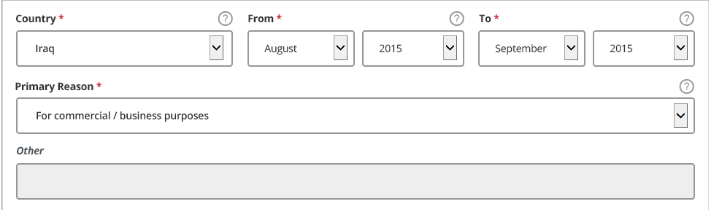 Country * ? From * ? To * ?
Iraq August 2015 September 2015
Primary Reason * ?
For commercial / business purposes
Other